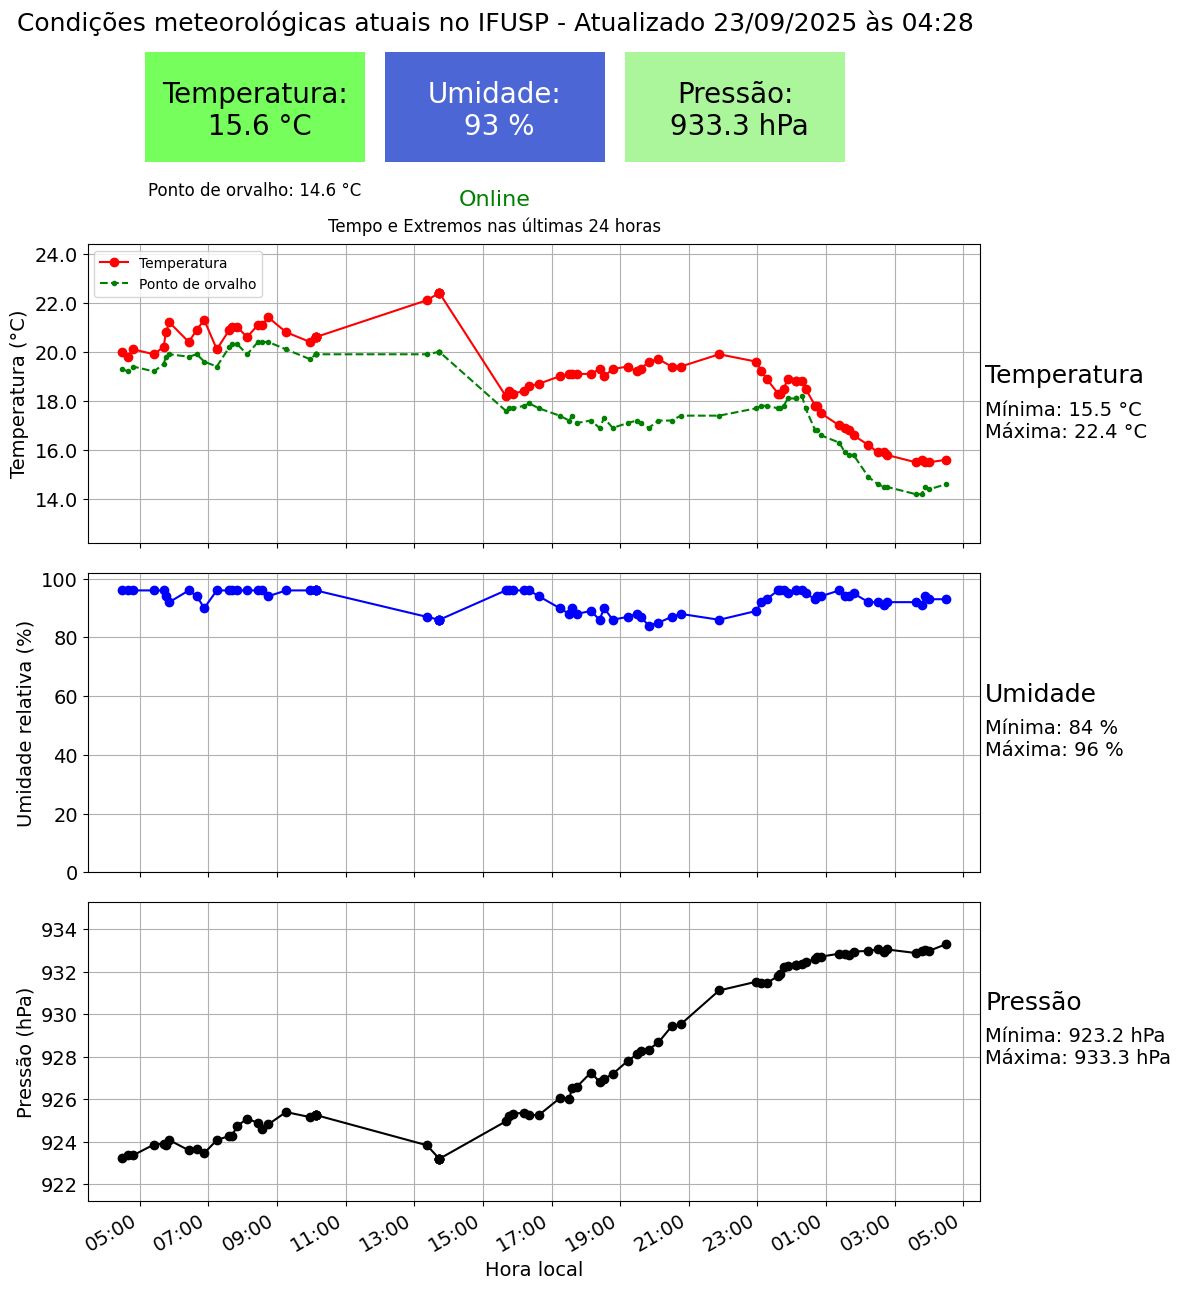 Condições meteorológicas atuais no IFUSP - Atualizado 23/09/2025 às 04:28
Temperatura:
15.6 °C
Umidade:
93 %
Pressão:
933.3 hPa
Ponto de orvalho: 14.6 °C
Online
Tempo e Extremos nas últimas 24 horas
Temperatura
Ponto de orvalho
Temperatura (°C)
24.0
22.0
20.0
18.0
16.0
14.0
Temperatura
Mínima: 15.5 °C
Máxima: 22.4 °C
Umidade relativa (%)
100
80
60
40
20
0
Umidade
Mínima: 84 %
Máxima: 96 %
Pressão (hPa)
934
932
930
928
926
924
922
Pressão
Mínima: 923.2 hPa
Máxima: 933.3 hPa
05:00
07:00
09:00
11:00
13:00
15:00
17:00
19:00
21:00
23:00
01:00
03:00
05:00
Hora local